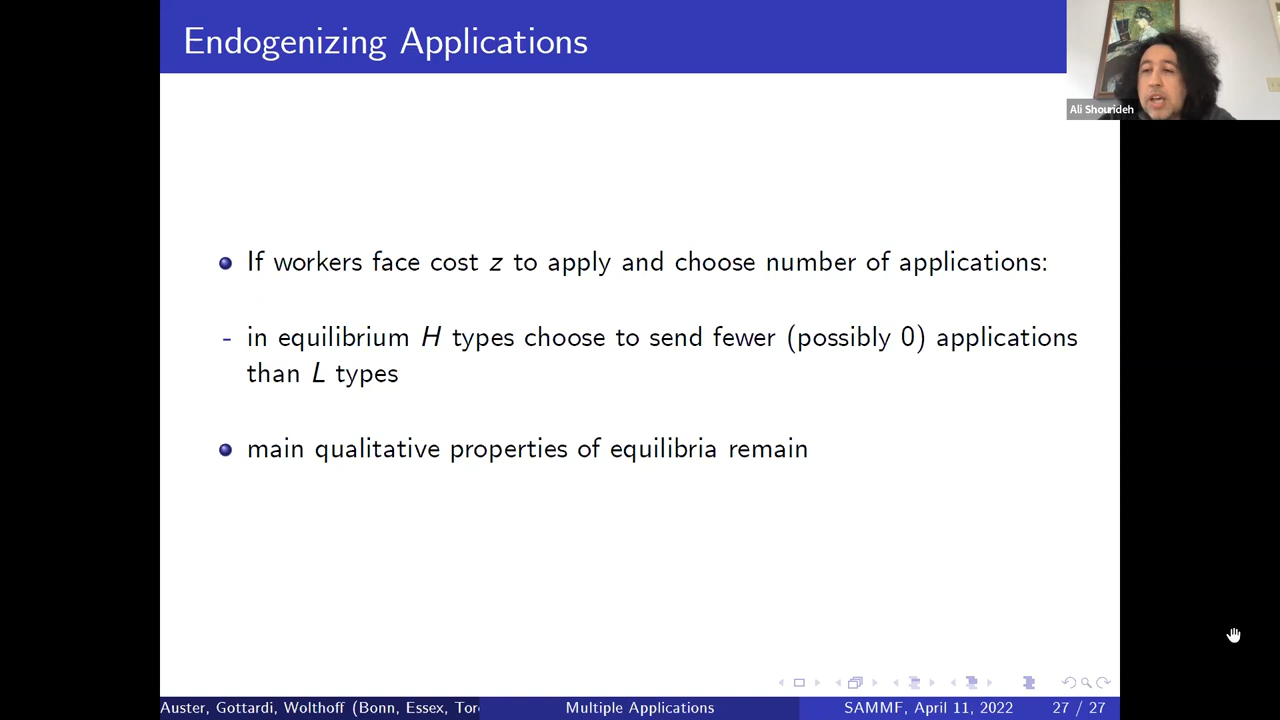 Endogenizing Applications
Ali Shourideh
If workers face cost z to apply and choose number of applications:
- in equilibrium H types choose to send fewer (possibly 0) applications
than L types
main qualitative properties of equilibria remain
Auster, Gottardi, Wolthoff (Bonn, Essex, Toro
Multiple Applications
SAMMF, April 11, 2022
27 / 27